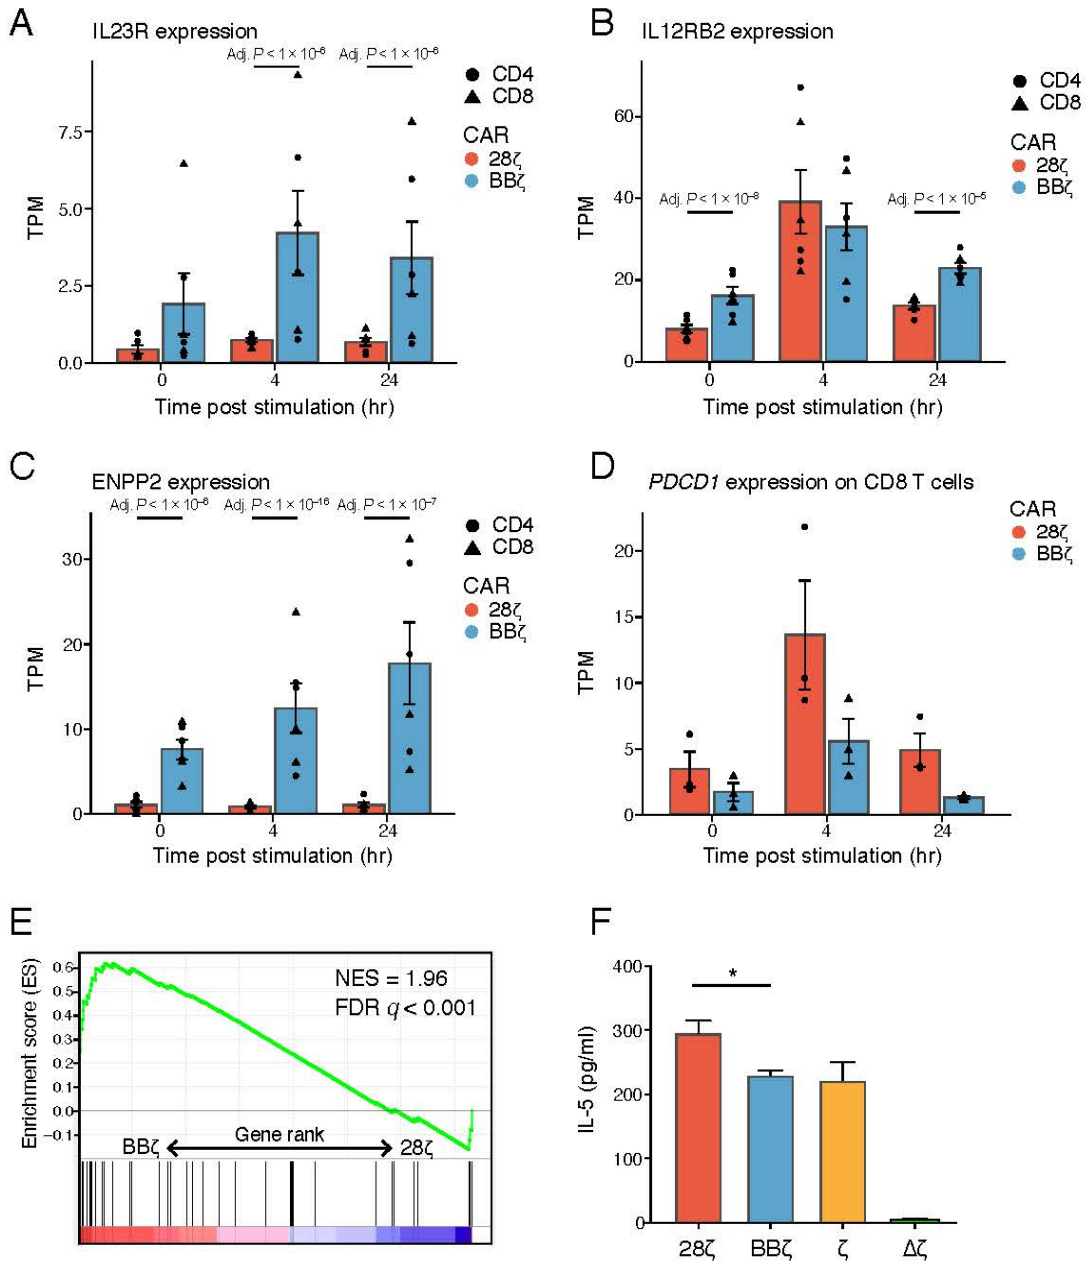 A
IL23R expression
Adj. P < 1 × 10⁻⁶
Adj. P < 1 × 10⁻⁶
CD4
CD8
CAR
28ζ
BBζ
TPM
7.5
5.0
2.5
0.0
0
4
24
Time post stimulation (hr)
B
IL12RB2 expression
CD4
CD8
CAR
28ζ
BBζ
Adj. P < 1 × 10⁻⁸
Adj. P < 1 × 10⁻⁵
TPM
60
40
20
0
0
4
24
Time post stimulation (hr)
C
ENPP2 expression
Adj. P < 1 × 10⁻⁶
Adj. P < 1 × 10⁻¹⁶
Adj. P < 1 × 10⁻⁷
CD4
CD8
CAR
28ζ
BBζ
TPM
30
20
10
0
0
4
24
Time post stimulation (hr)
D
PDCD1 expression on CD8 T cells
CAR
28ζ
BBζ
TPM
20
15
10
5
0
0
4
24
Time post stimulation (hr)
E
Enrichment score (ES)
0.6
0.5
0.4
0.3
0.2
0.1
0.0
−0.1
NES = 1.96
FDR q < 0.001
BBζ Gene rank 28ζ
F
IL-5 (pg/ml)
400
300
200
100
0
*
28ζ
BBζ
ζ
Δζ